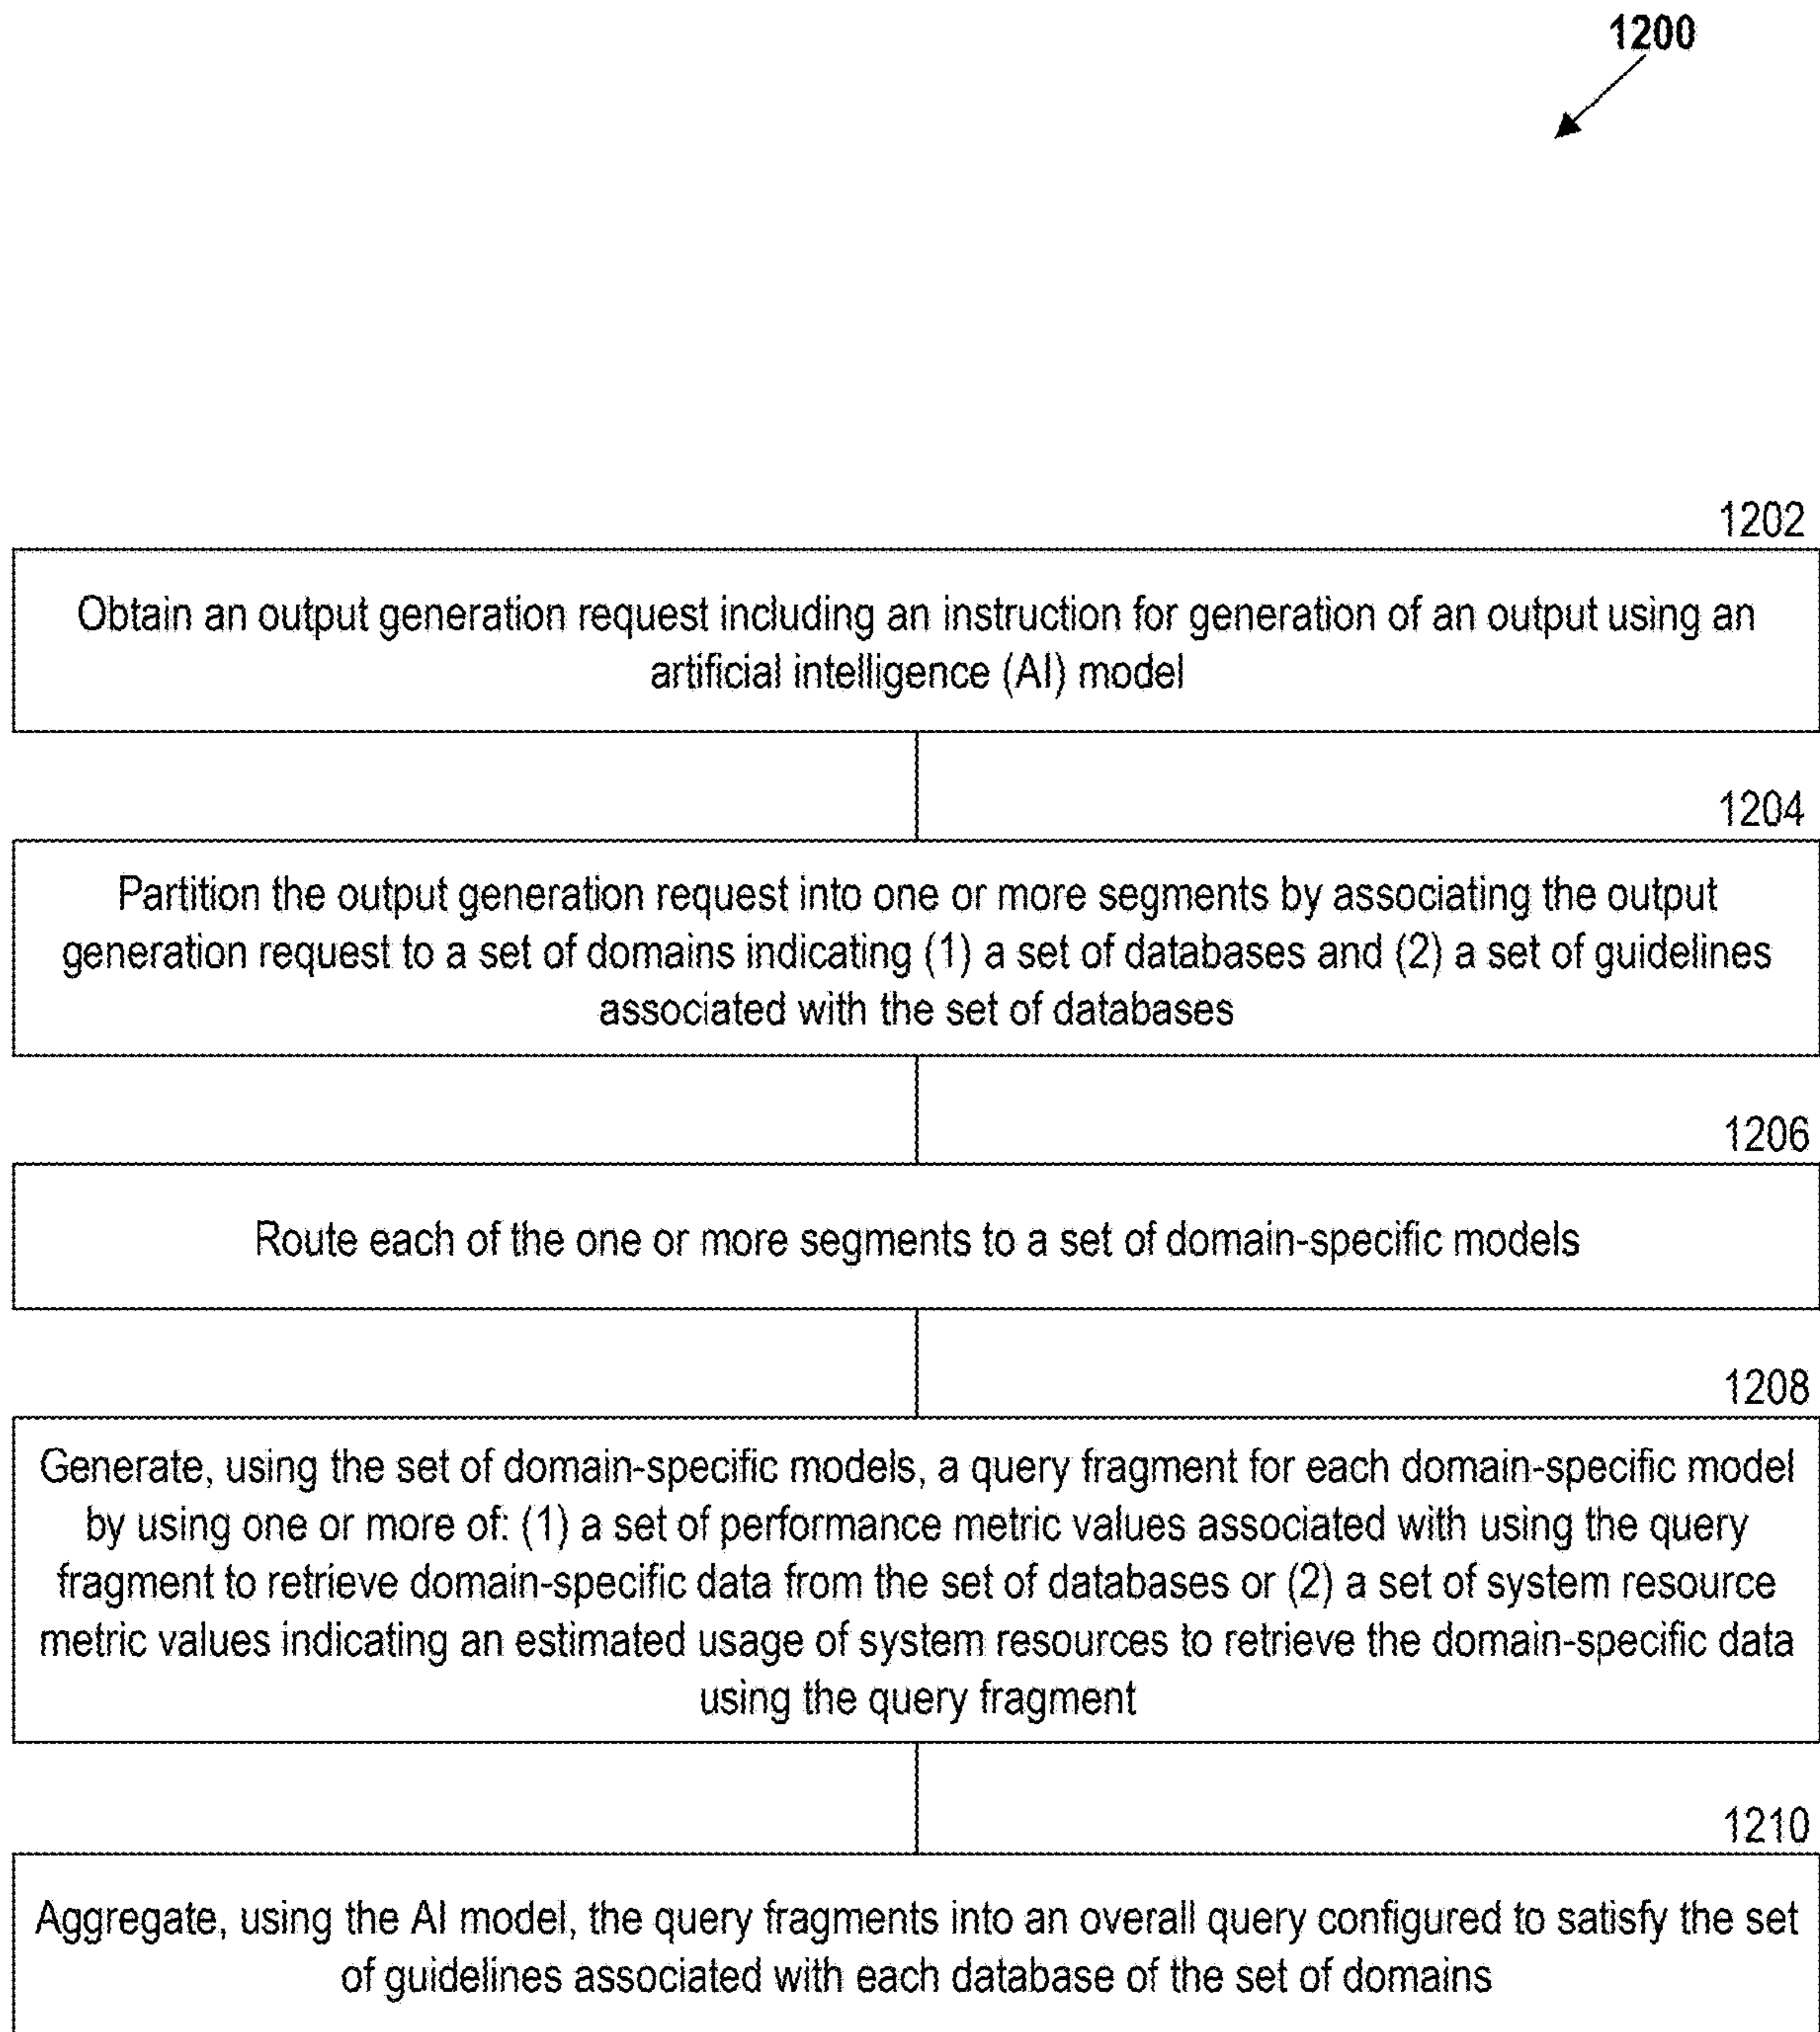 1200
1202
Obtain an output generation request including an instruction for generation of an output using an
artificial intelligence (AI) model
1204
Partition the output generation request into one or more segments by associating the output
generation request to a set of domains indicating (1) a set of databases and (2) a set of guidelines
associated with the set of databases
1206
Route each of the one or more segments to a set of domain-specific models
1208
Generate, using the set of domain-specific models, a query fragment for each domain-specific model
by using one or more of: (1) a set of performance metric values associated with using the query
fragment to retrieve domain-specific data from the set of databases or (2) a set of system resource
metric values indicating an estimated usage of system resources to retrieve the domain-specific data
using the query fragment
1210
Aggregate, using the AI model, the query fragments into an overall query configured to satisfy the set
of guidelines associated with each database of the set of domains